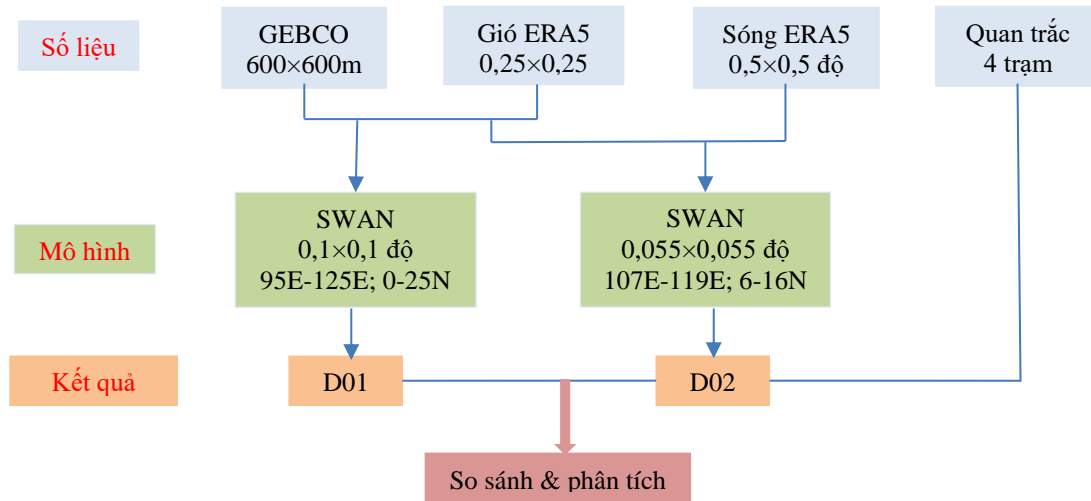 Số liệu
GEBCO
600×600m
Gió ERA5
0,25×0,25
Sóng ERA5
0,5×0,5 độ
Quan trắc
4 trạm
Mô hình
SWAN
0,1×0,1 độ
95E-125E; 0-25N
SWAN
0,055×0,055 độ
107E-119E; 6-16N
Kết quả
D01
D02
So sánh & phân tích